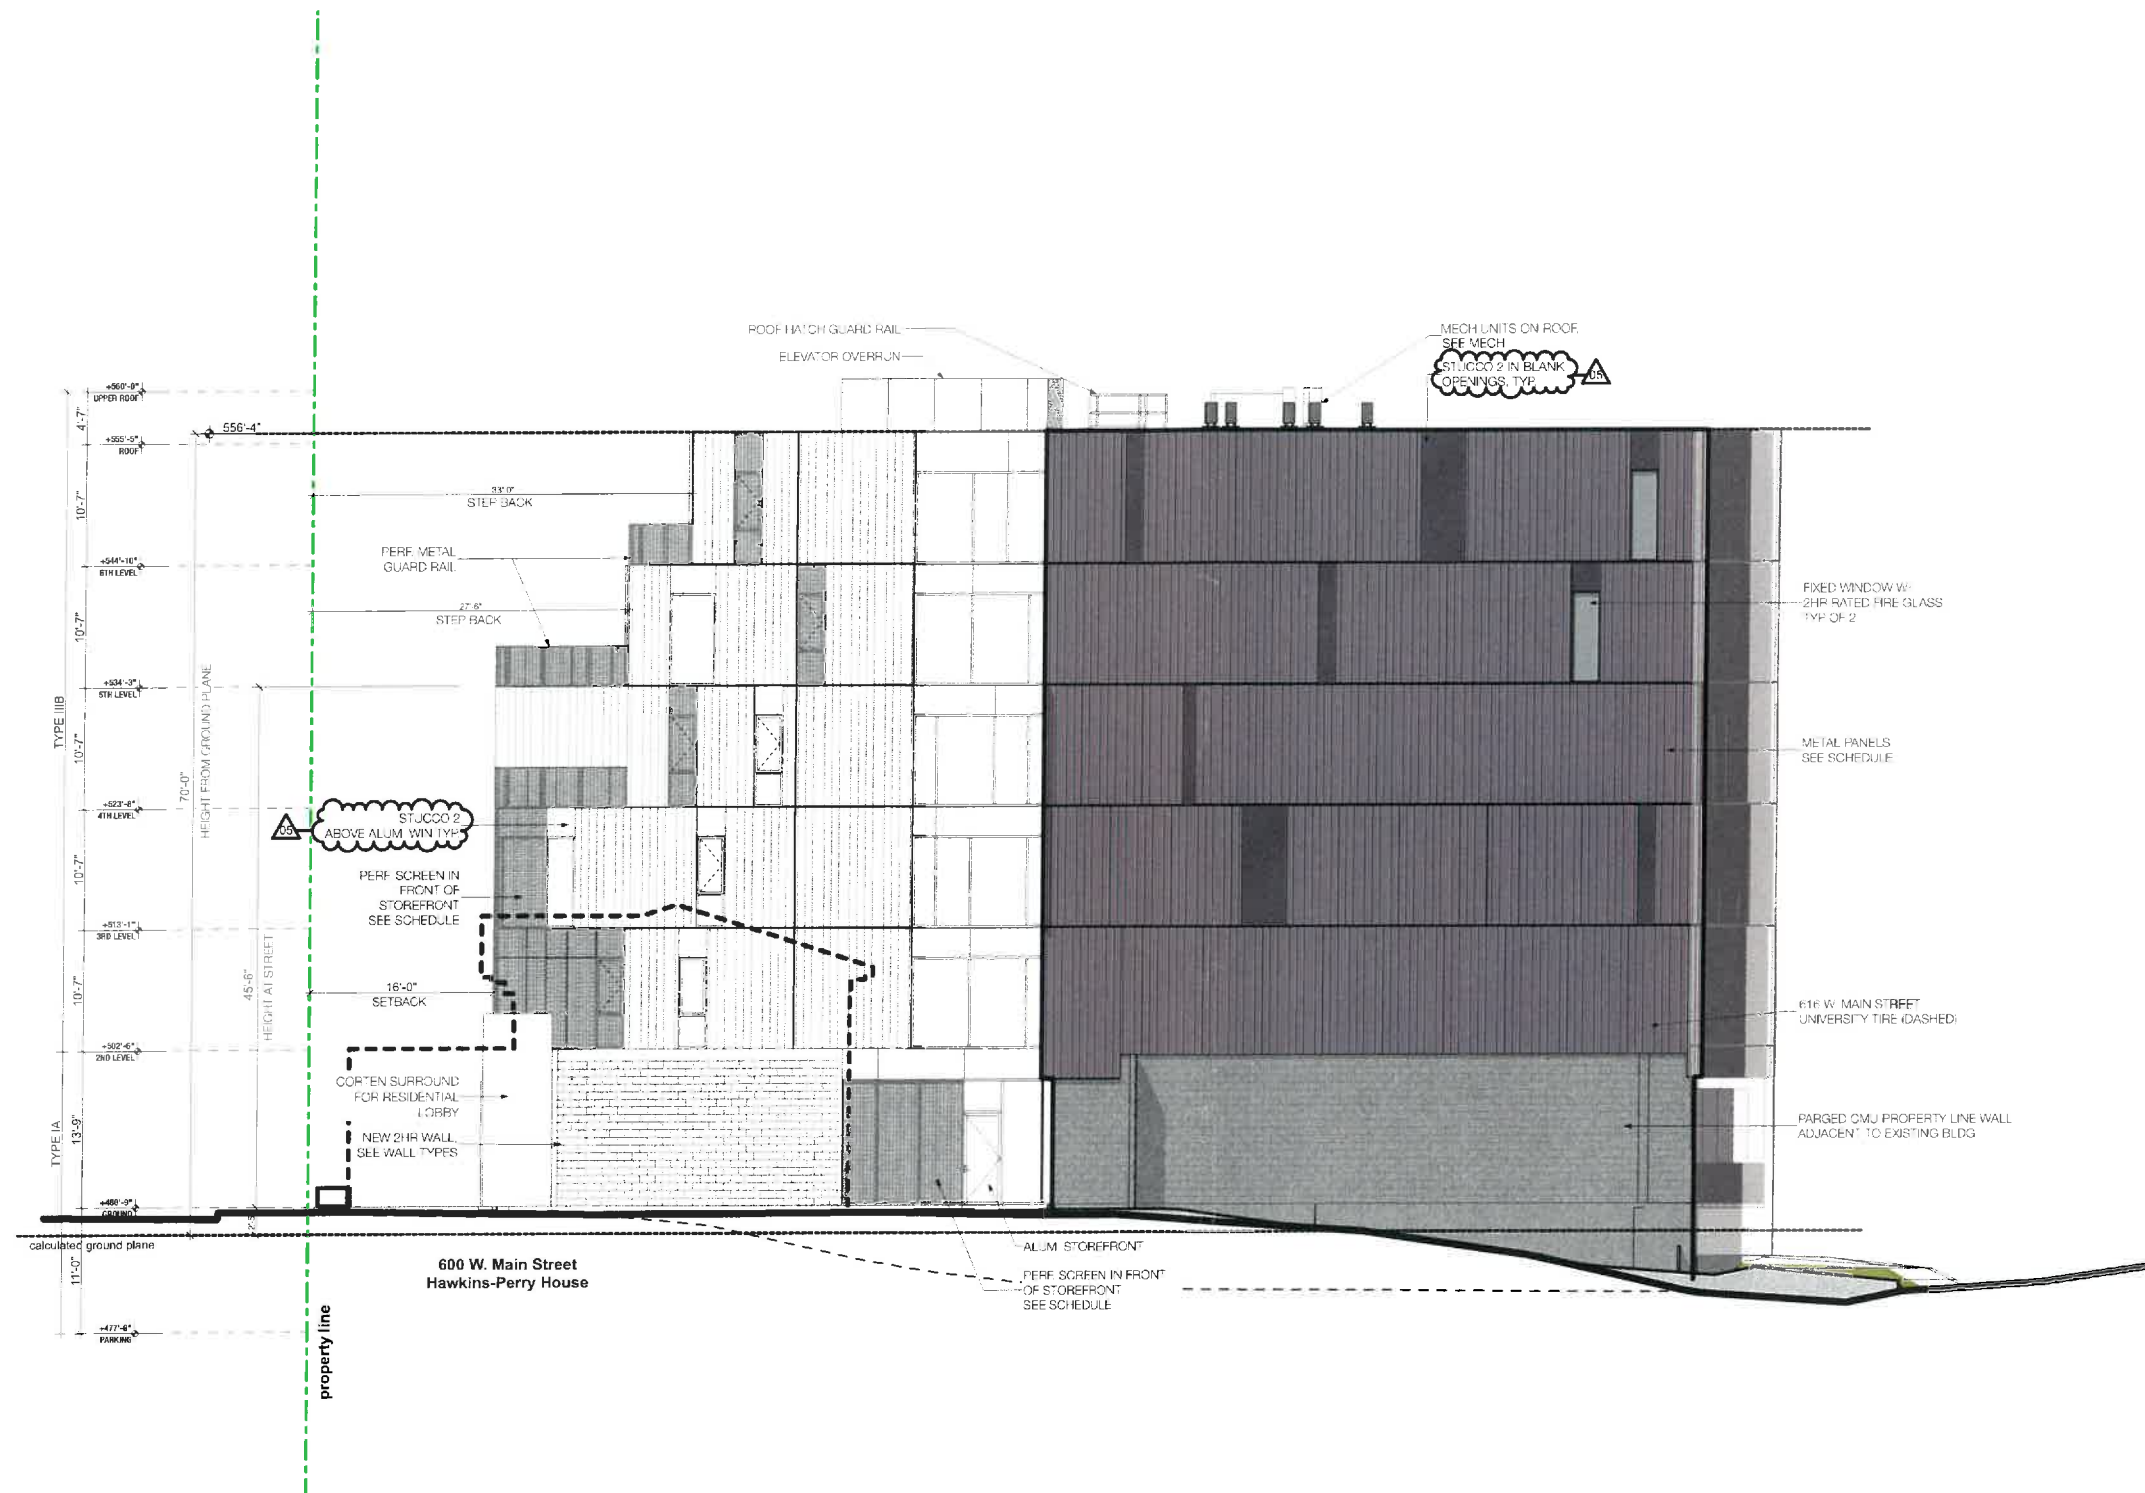 ROOF HATCH GUARD RAIL
ELEVATOR OVERRUN
MECH UNITS ON ROOF.
SEE MECH
STUCCO 2 IN BLANK
OPENINGS, TYP.
05
+560'-0"
UPPER ROOF
4'-7"
556'-4"
+555'-5"
ROOF
10'-7"
33'0"
STEP BACK
PERF. METAL
GUARD RAIL
+544'-10"
6TH LEVEL
10'-7"
27'-6"
STEP BACK
FIXED WINDOW W/
2HR RATED FIRE GLASS
TYP OF 2
+534'-3"
5TH LEVEL
TYPE IIIB
10'-7"
70'-0"
HEIGHT FROM GROUND PLANE
METAL PANELS
SEE SCHEDULE
+523'-8"
4TH LEVEL
05
STUCCO 2
ABOVE ALUM. WIN TYP.
10'-7"
PERF SCREEN IN
FRONT OF
STOREFRONT
SEE SCHEDULE
+513'-1"
3RD LEVEL
10'-7"
45'-6"
HEIGHT AT STREET
16'-0"
SETBACK
616 W. MAIN STREET
UNIVERSITY TIRE (DASHED)
+502'-6"
2ND LEVEL
CORTEN SURROUND
FOR RESIDENTIAL
LOBBY
TYPE IA
13'-9"
NEW 2HR WALL,
SEE WALL TYPES
PARGED CMU PROPERTY LINE WALL
ADJACENT TO EXISTING BLDG
+488'-9"
GROUND
calculated ground plane
11'-0"
600 W. Main Street
Hawkins-Perry House
ALUM. STOREFRONT
PERF. SCREEN IN FRONT
OF STOREFRONT
SEE SCHEDULE
+477'-9"
PARKING
property line